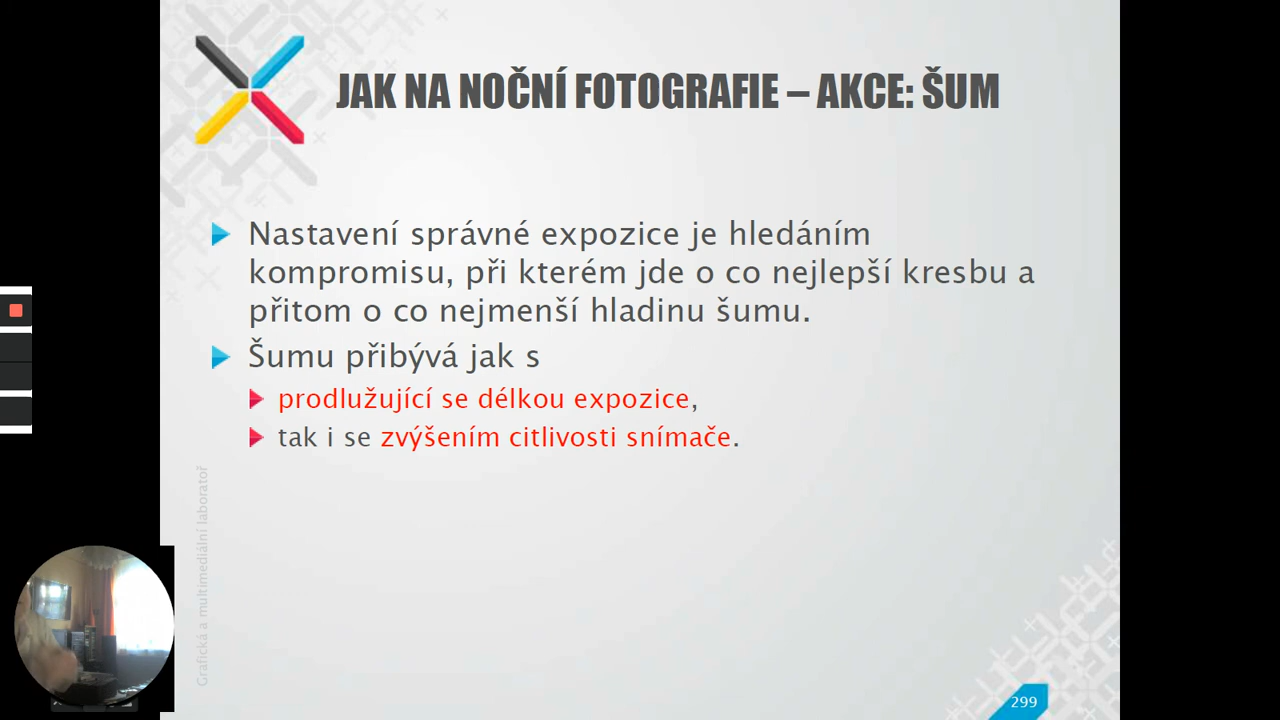 JAK NA NOČNÍ FOTOGRAFIE – AKCE: ŠUM
Nastavení správné expozice je hledáním
kompromisu, při kterém jde o co nejlepší kresbu a
přitom o co nejmenší hladinu šumu.
Šumu přibývá jak s
prodlužující se délkou expozice,
tak i se zvýšením citlivosti snímače.
Grafická a multimediální laboratoř
299